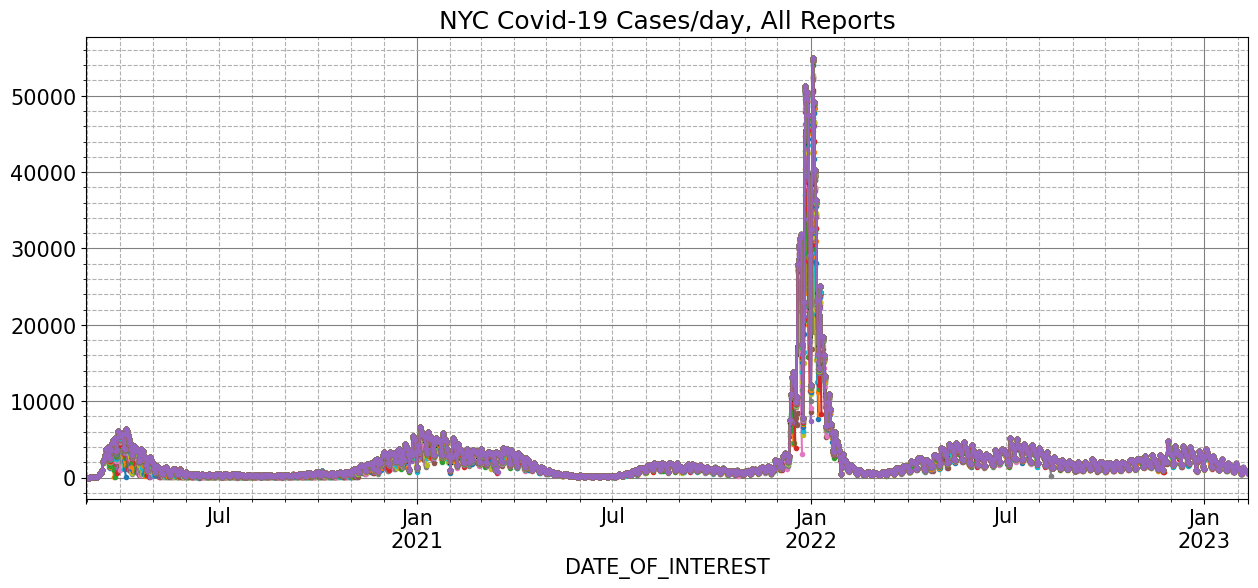 NYC Covid-19 Cases/day, All Reports
50000
40000
30000
20000
10000
0
Jul Jan Jul Jan Jul Jan
2021 2022 2023
DATE_OF_INTEREST